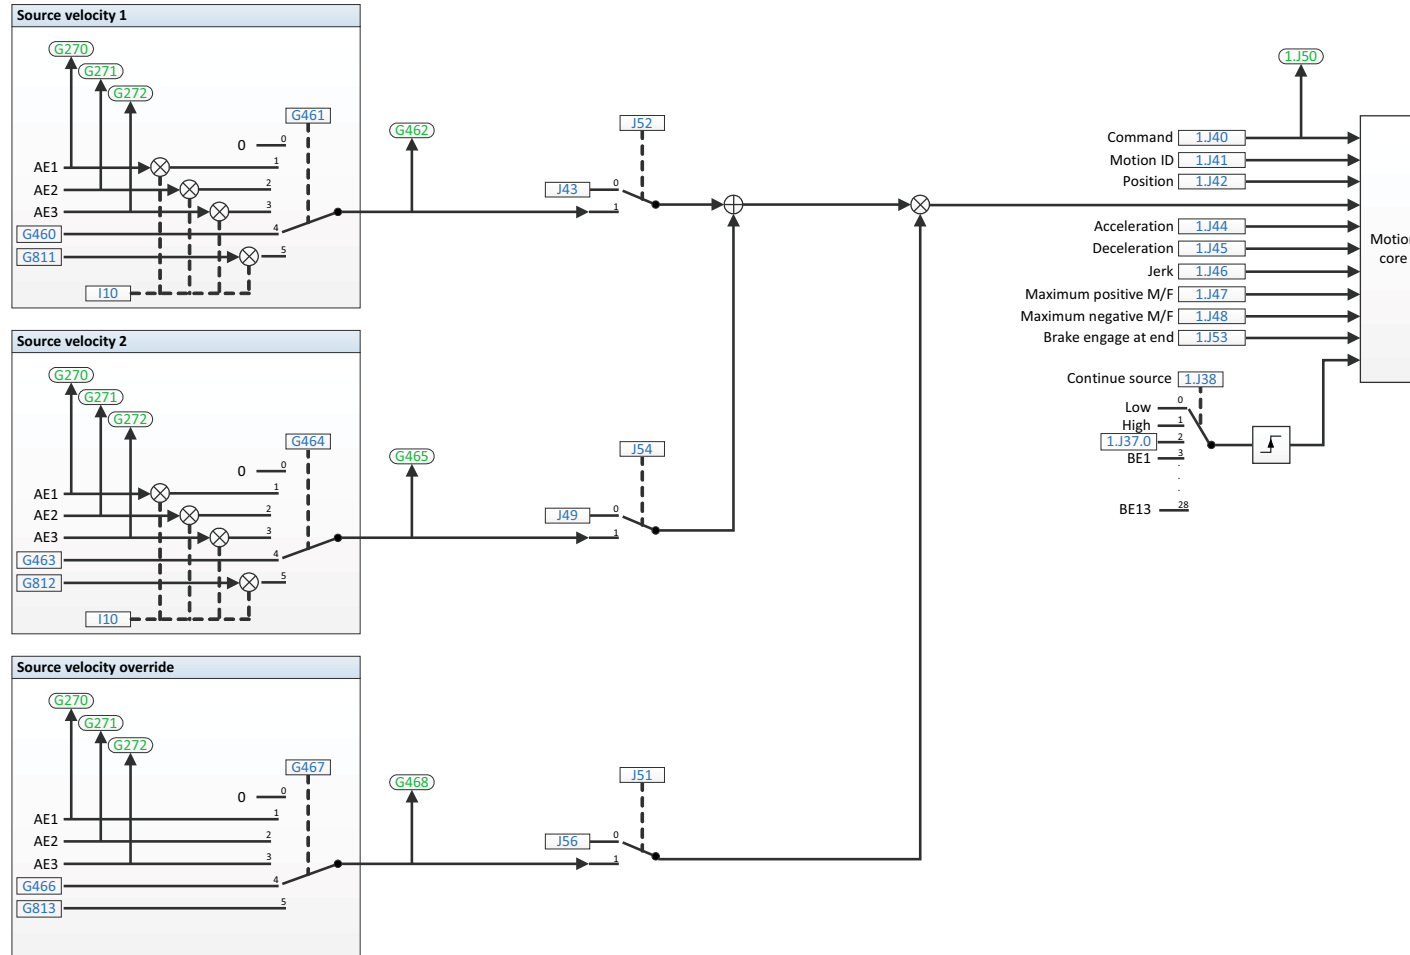 Source velocity 1
G270
G271
G272
G461
0
0
AE1
1
AE2
2
AE3
3
G460
4
G811
5
I10
G462
J52
J43
0
1
Source velocity 2
G270
G271
G272
G464
0
0
AE1
1
AE2
2
AE3
3
G463
4
G812
5
I10
G465
J54
J49
0
1
Source velocity override
G270
G271
G272
G467
0
0
AE1
1
AE2
2
AE3
3
G466
4
G813
5
G468
J51
J56
0
1
1.J50
Command 1.J40
Motion ID 1.J41
Position 1.J42
Acceleration 1.J44
Deceleration 1.J45
Jerk 1.J46
Maximum positive M/F 1.J47
Maximum negative M/F 1.J48
Brake engage at end 1.J53
Continue source 1.J38
Low 0
High 1
1.J37.0 2
BE1 3
.
.
.
BE13 28
Motio
core